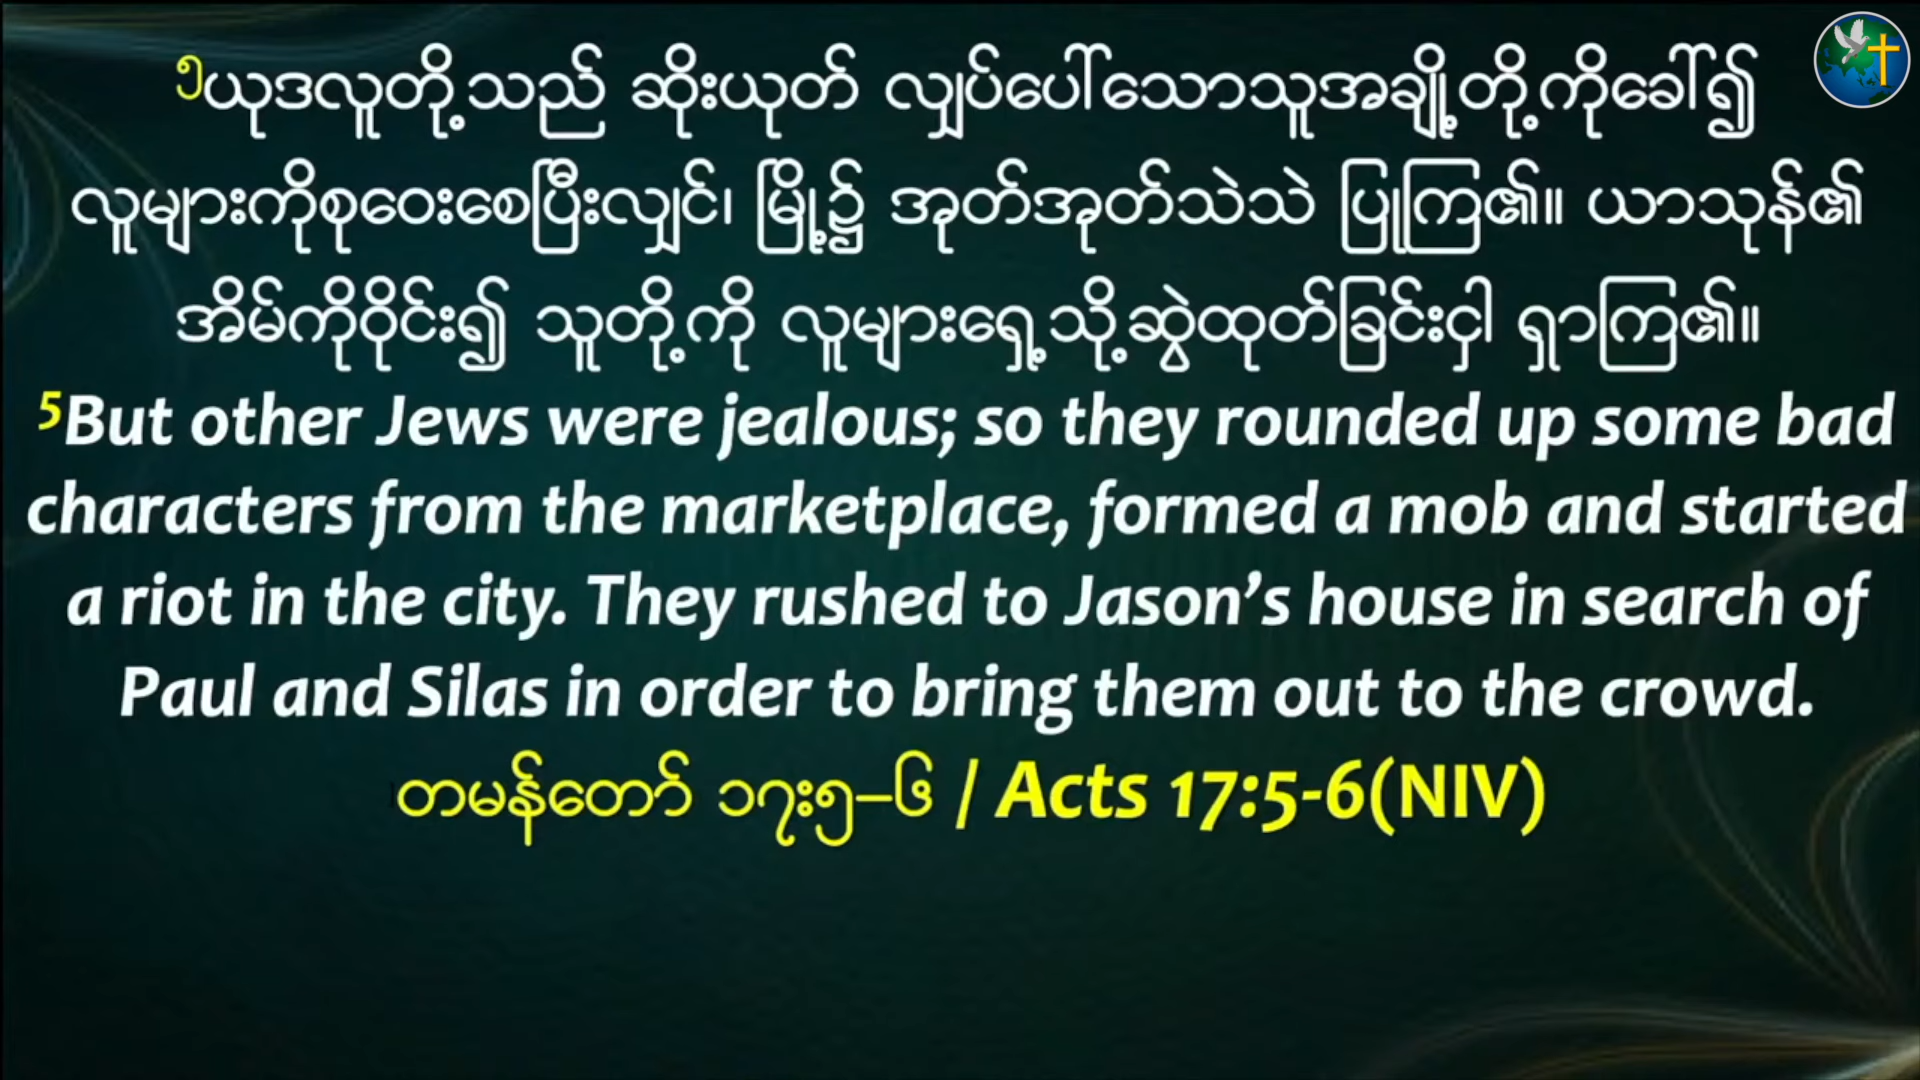 ၅ယုဒလူတို့သည် ဆိုးယုတ် လျှပ်ပေါ်သောသူအချို့တို့ကိုခေါ်၍
လူများကိုစုဝေးစေပြီးလျှင်၊ မြို့၌ အုတ်အုတ်သဲသဲ ပြုကြ၏။ ယာသုန်၏
အိမ်ကိုဝိုင်း၍ သူတို့ကို လူများရှေ့သို့ဆွဲထုတ်ခြင်းငှါ ရှာကြ၏။
5But other Jews were jealous; so they rounded up some bad
characters from the marketplace, formed a mob and started
a riot in the city. They rushed to Jason’s house in search of
Paul and Silas in order to bring them out to the crowd.
တမန်တော် ၁၇း၅–၆ / Acts 17:5-6(NIV)